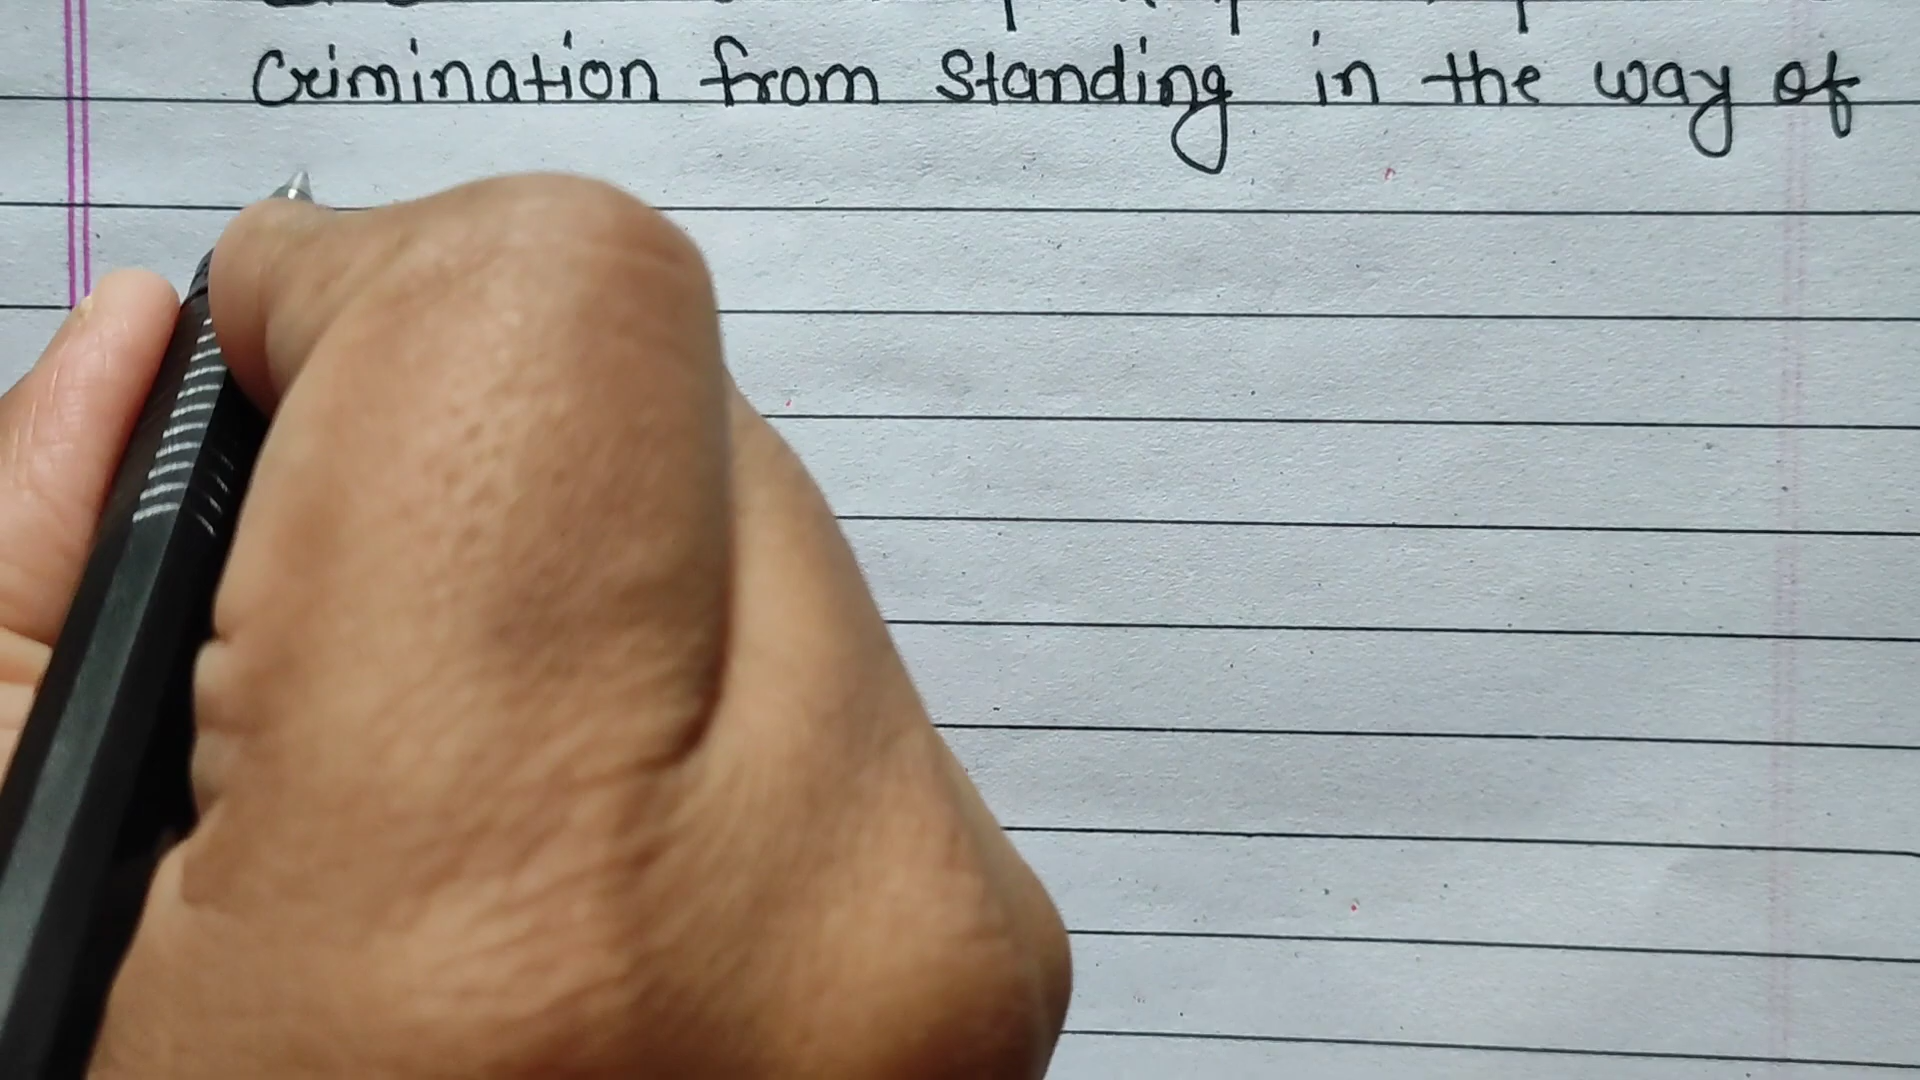 Crimination from Standing in the way of